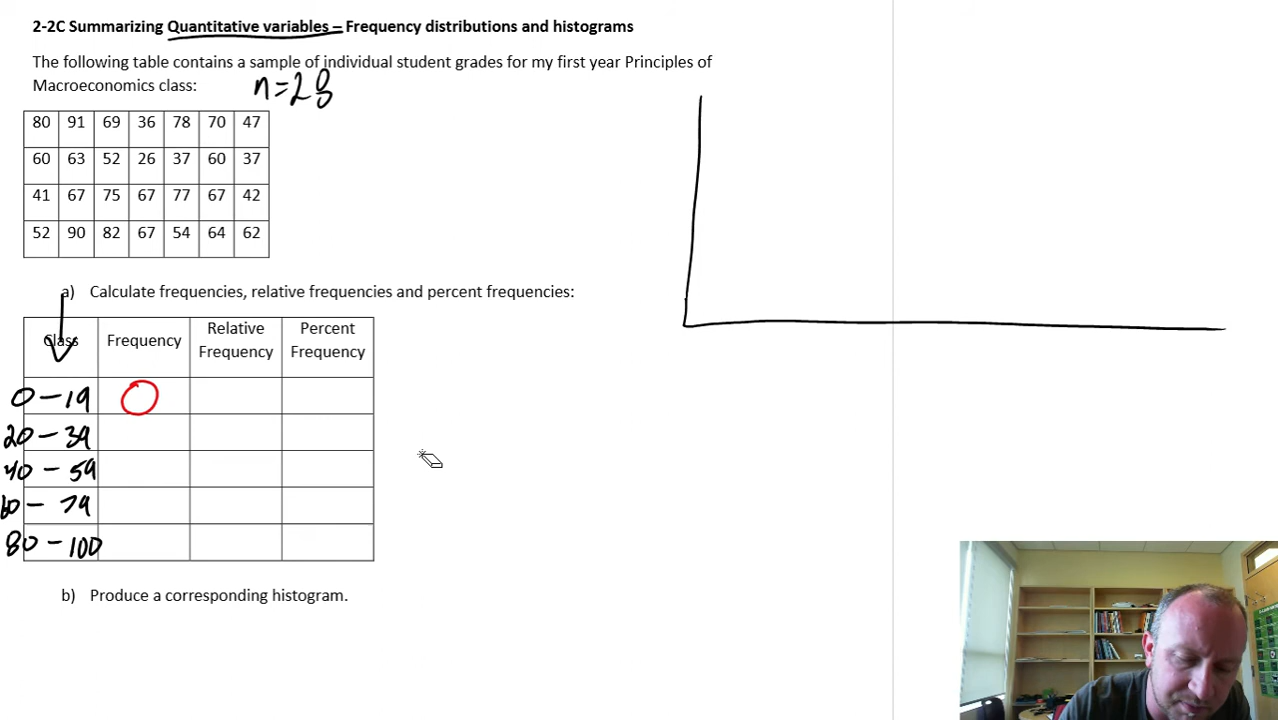 2-2C Summarizing Quantitative variables – Frequency distributions and histograms
The following table contains a sample of individual student grades for my first year Principles of
Macroeconomics class:
n=28
80 91 69 36 78 70 47
60 63 52 26 37 60 37
41 67 75 67 77 67 42
52 90 82 67 54 64 62
a) Calculate frequencies, relative frequencies and percent frequencies:
Class Frequency Relative Frequency Percent Frequency
0 – 19 0
20 – 39
40 – 59
60 – 79
80 – 100
b) Produce a corresponding histogram.